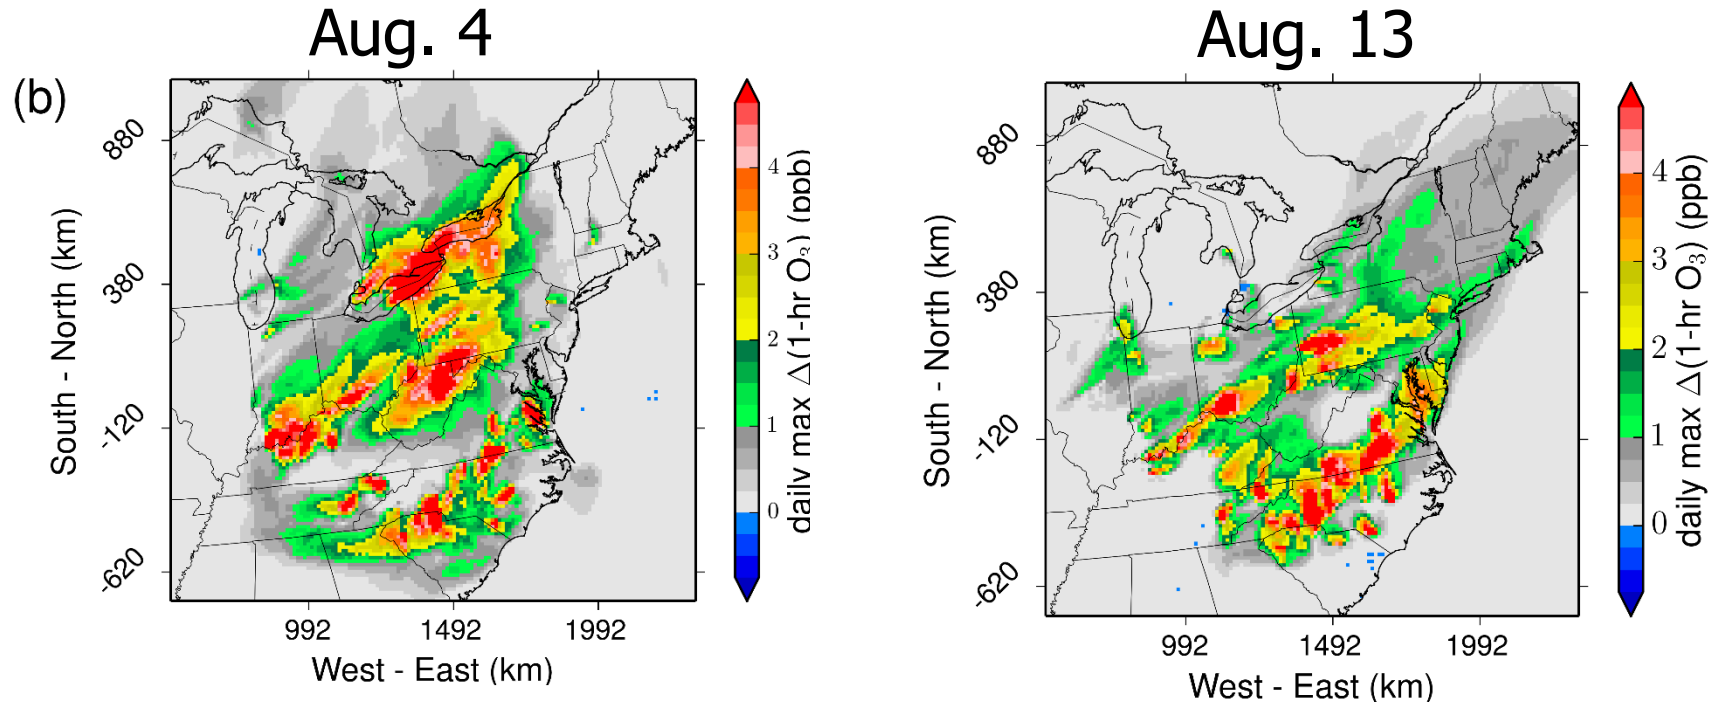 Aug. 4
Aug. 13
(b)
South - North (km)
880
380
-120
-620
992
1492
1992
West - East (km)
4
3
2
1
0
daily max Δ(1-hr O₃) (ppb)
South - North (km)
880
380
-120
-620
992
1492
1992
West - East (km)
4
3
2
1
0
daily max Δ(1-hr O₃) (ppb)